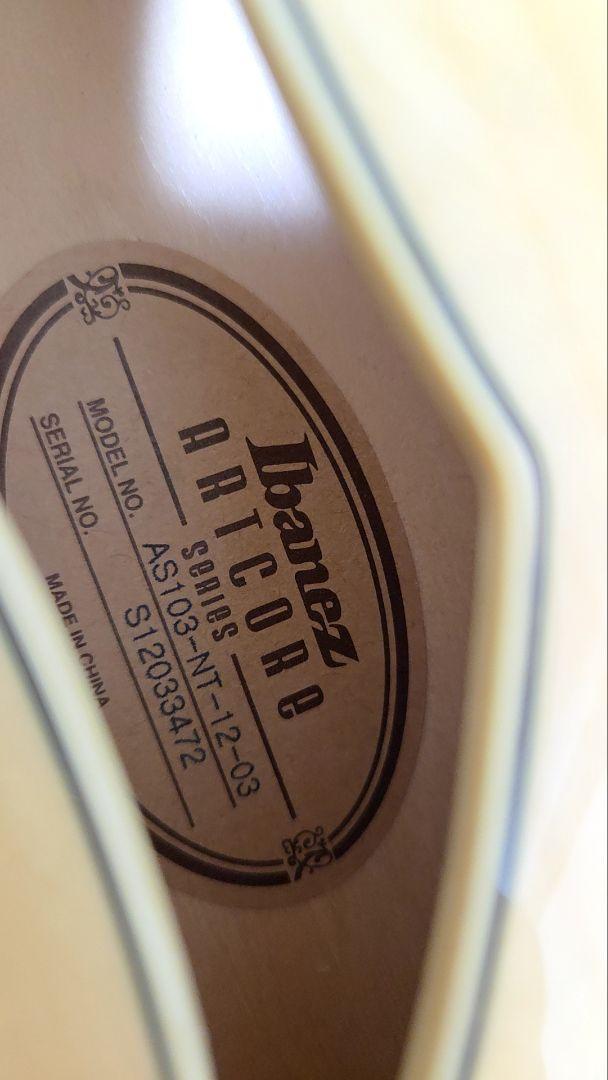 Ibanez
ARTCORE
series
MODEL NO. AS103-NT-12-03
SERIAL NO. S12033472
MADE IN CHINA